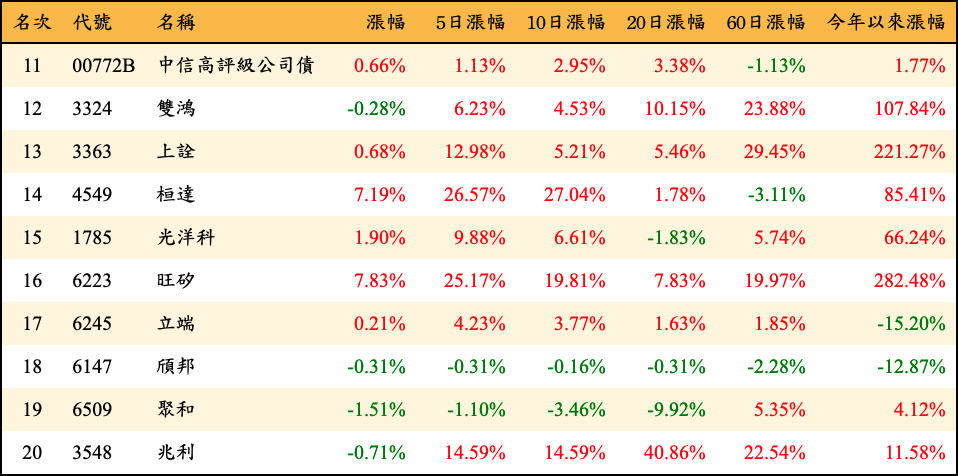 名次 代號 名稱 漲幅 5日漲幅 10日漲幅 20日漲幅 60日漲幅 今年以來漲幅
11 00772B 中信高評級公司債 0.66% 1.13% 2.95% 3.38% -1.13% 1.77%
12 3324 雙鴻 -0.28% 6.23% 4.53% 10.15% 23.88% 107.84%
13 3363 上詮 0.68% 12.98% 5.21% 5.46% 29.45% 221.27%
14 4549 桓達 7.19% 26.57% 27.04% 1.78% -3.11% 85.41%
15 1785 光洋科 1.90% 9.88% 6.61% -1.83% 5.74% 66.24%
16 6223 旺矽 7.83% 25.17% 19.81% 7.83% 19.97% 282.48%
17 6245 立端 0.21% 4.23% 3.77% 1.63% 1.85% -15.20%
18 6147 頎邦 -0.31% -0.31% -0.16% -0.31% -2.28% -12.87%
19 6509 聚和 -1.51% -1.10% -3.46% -9.92% 5.35% 4.12%
20 3548 兆利 -0.71% 14.59% 14.59% 40.86% 22.54% 11.58%